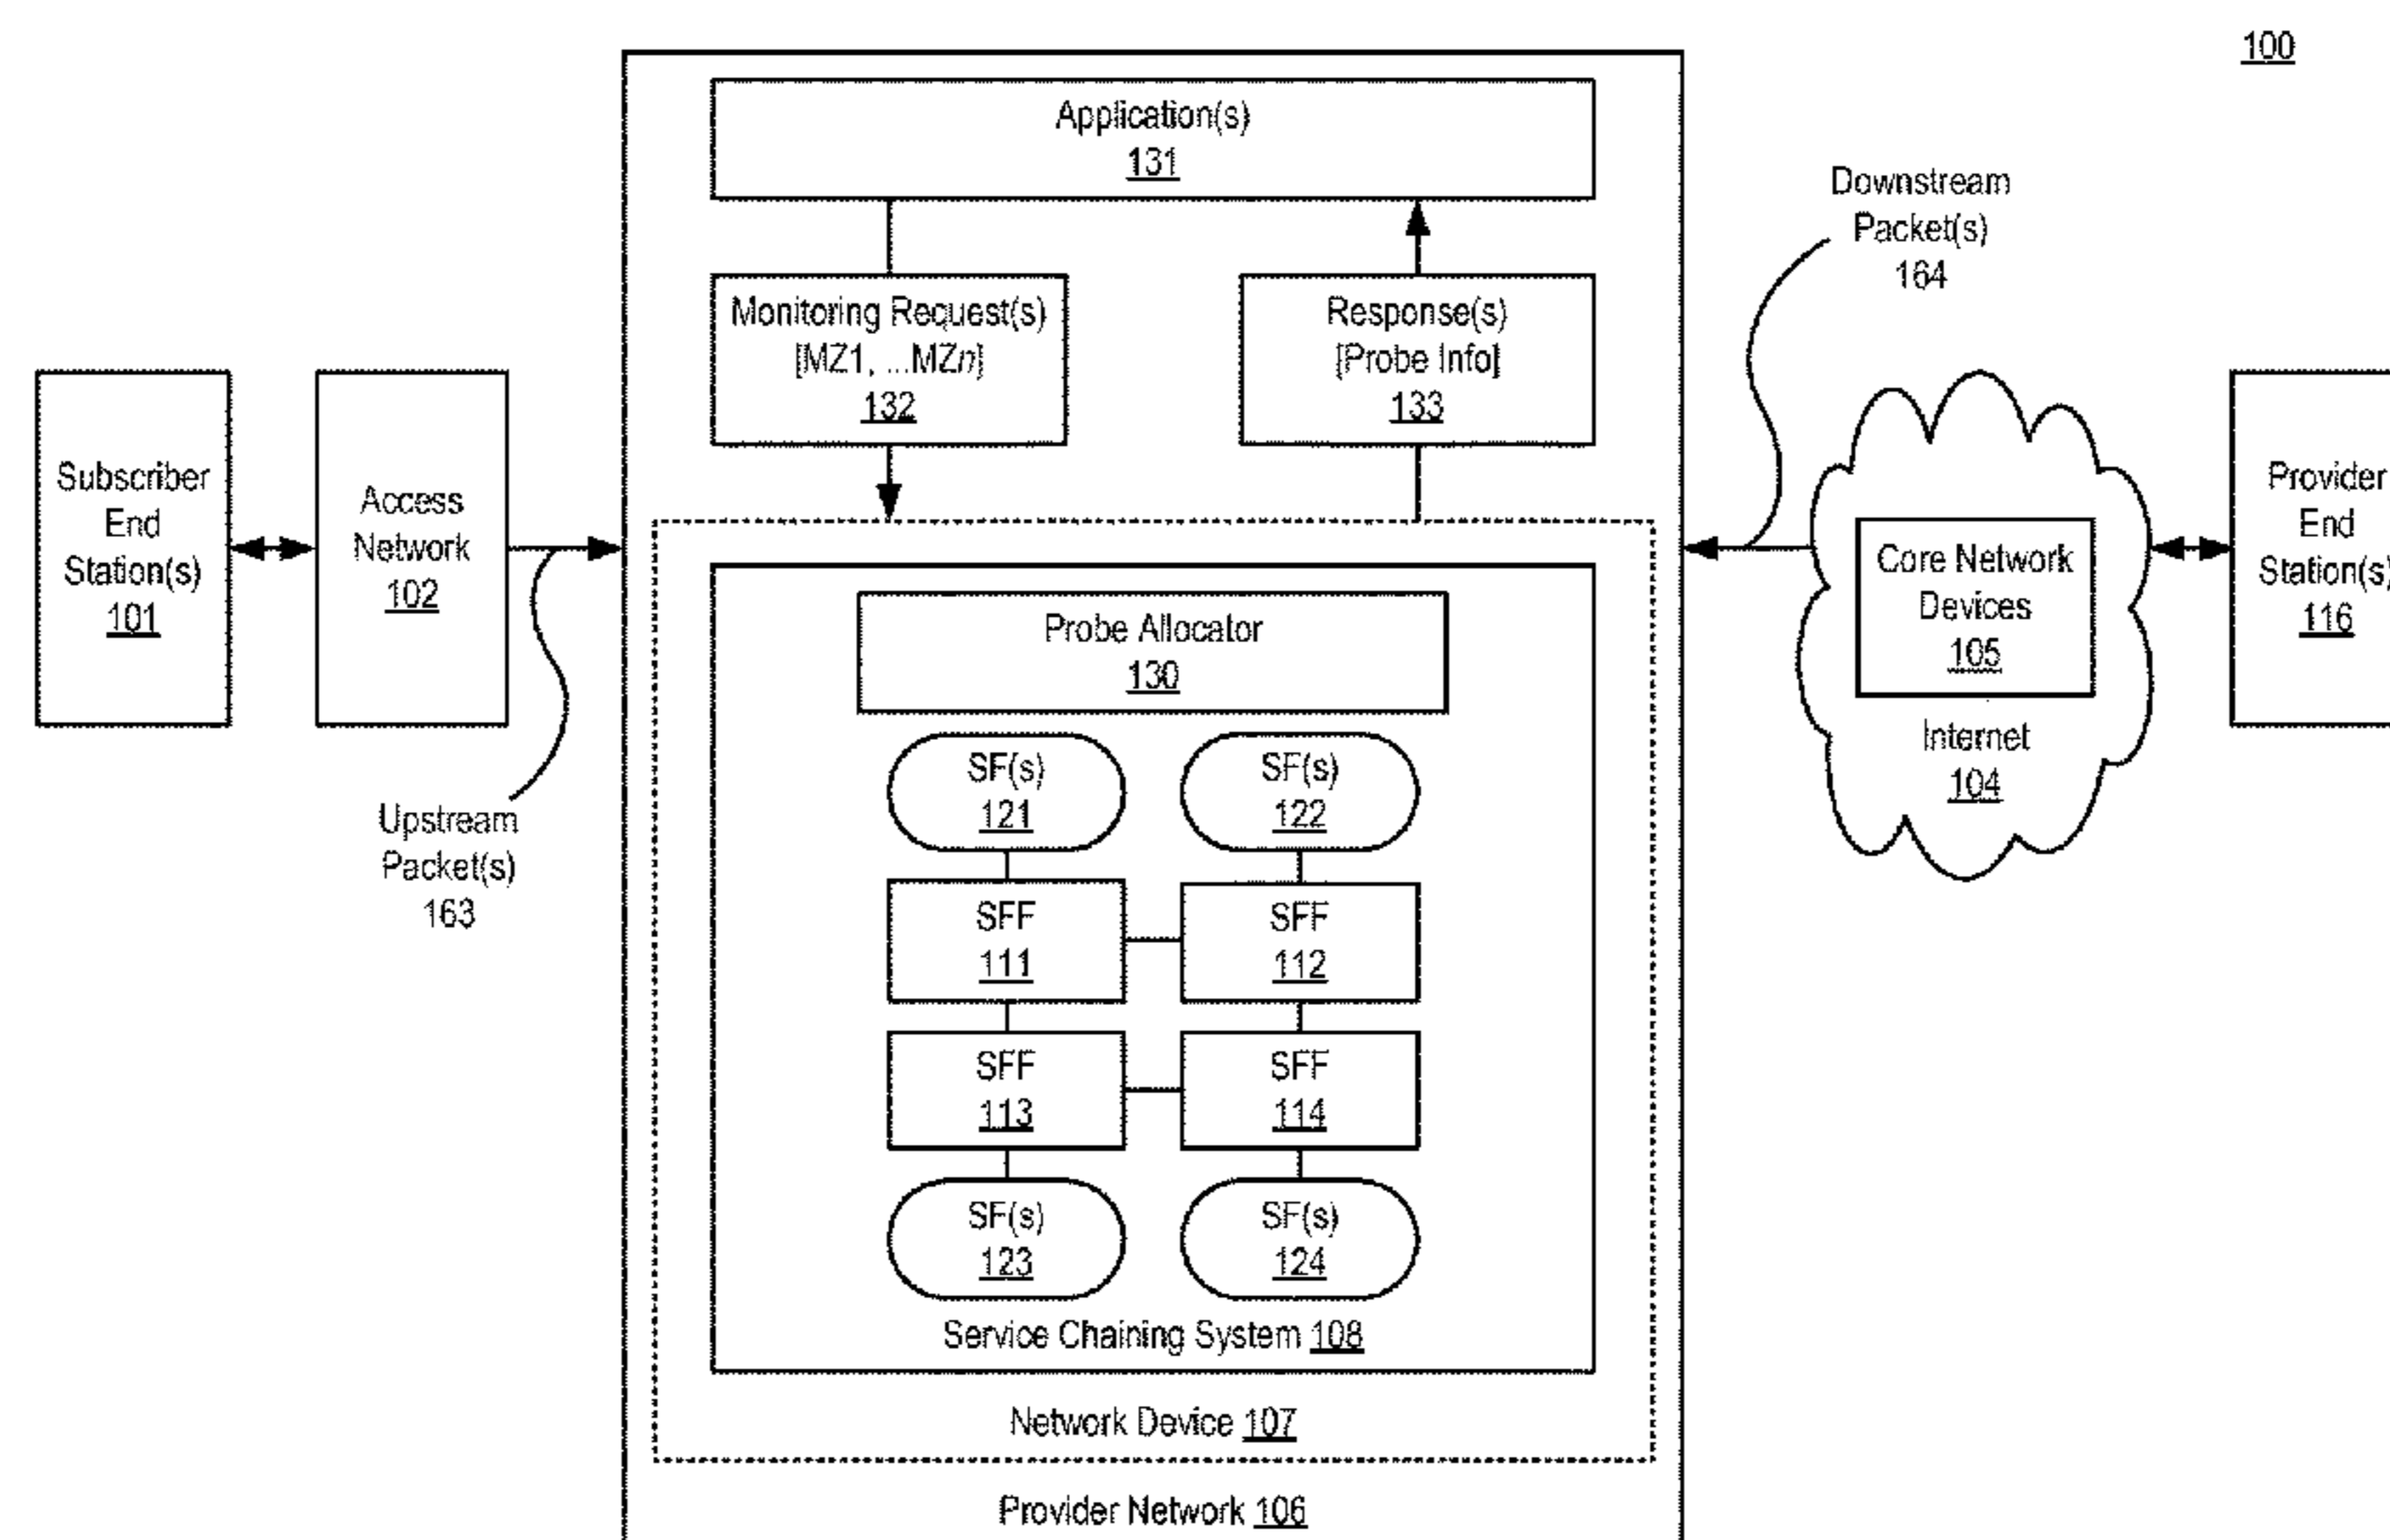 100
Application(s)
131
Monitoring Request(s)
[MZ1, ...MZn]
132
Response(s)
[Probe Info]
133
Downstream
Packet(s)
164
Subscriber
End
Station(s)
101
Access
Network
102
Upstream
Packet(s)
163
Probe Allocator
130
SF(s)
121
SF(s)
122
SFF
111
SFF
112
SFF
113
SFF
114
SF(s)
123
SF(s)
124
Service Chaining System 108
Network Device 107
Provider Network 106
Core Network
Devices
105
Internet
104
Provider
End
Station(s)
116